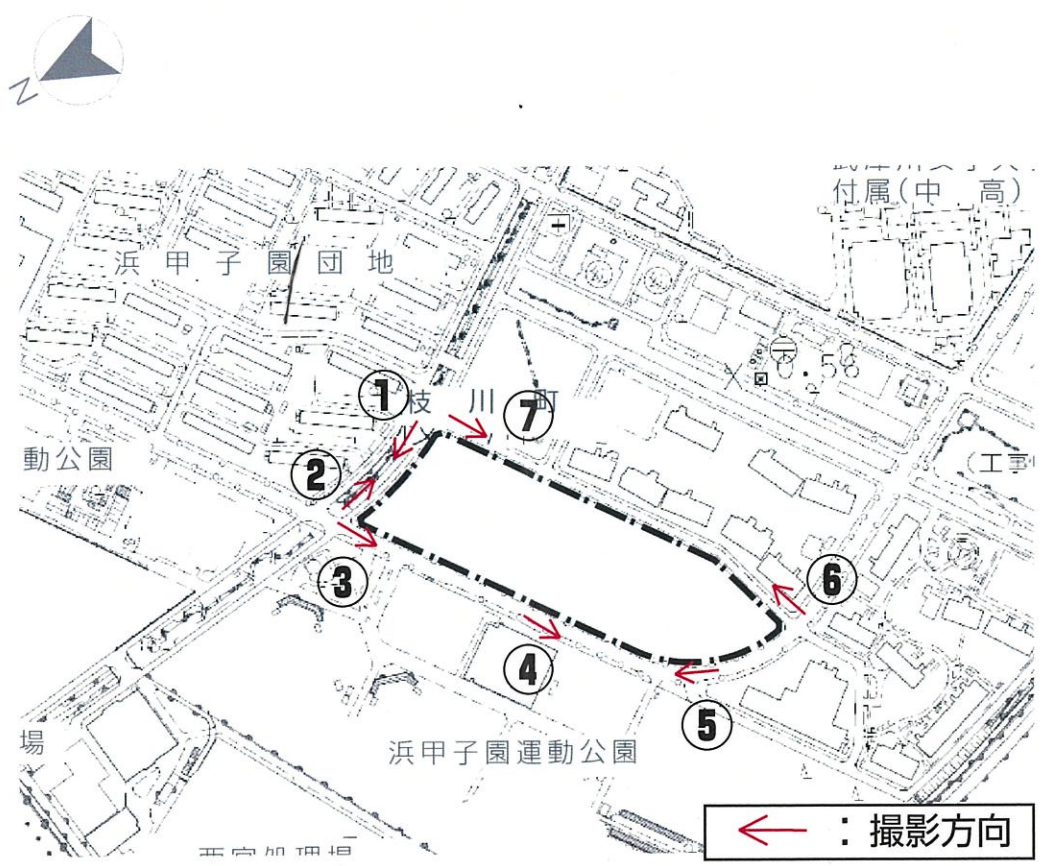 N
付属(中 高)
浜甲子園団地
①
枝川町
⑦
動公園
②
(工事
③
⑥
④
⑤
場
浜甲子園運動公園
← : 撮影方向